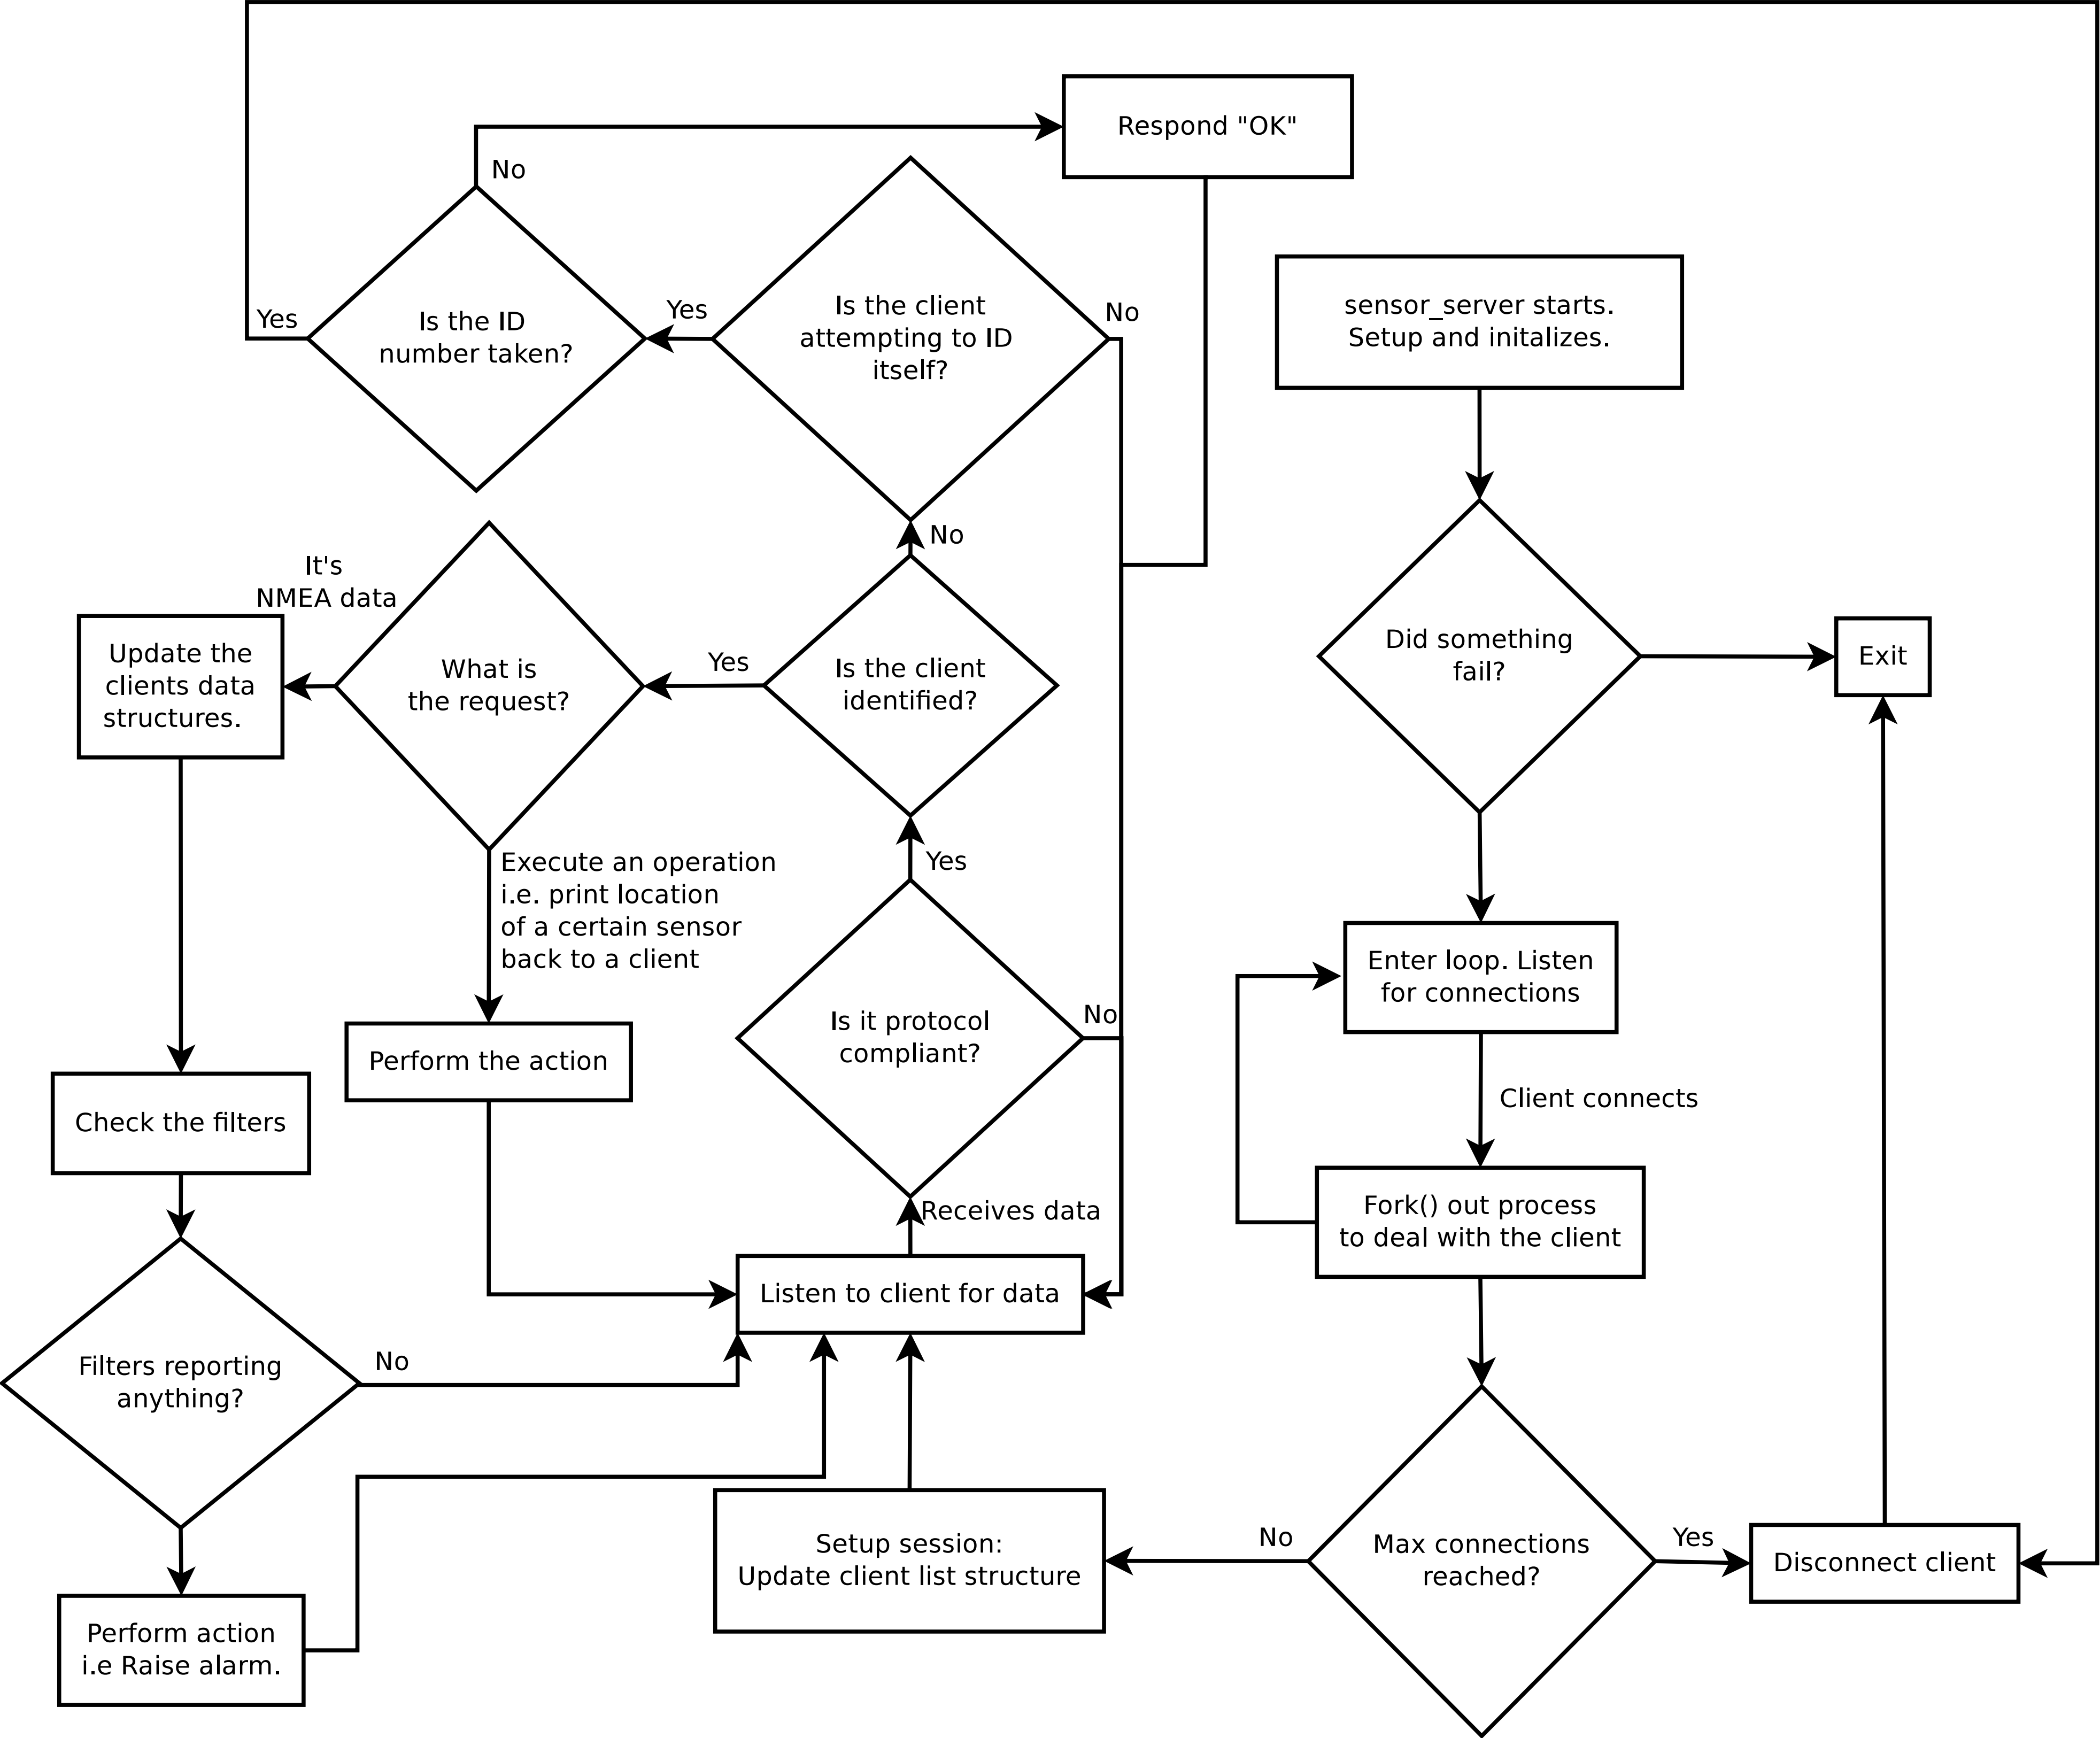 Respond "OK"
No
Is the ID
number taken?
Yes
Yes
Is the client
attempting to ID
itself?
No
sensor_server starts.
Setup and initalizes.
No
It's
NMEA data
Update the
clients data
structures.
What is
the request?
Yes
Is the client
identified?
Did something
fail?
Exit
Execute an operation
i.e. print location
of a certain sensor
back to a client
Yes
Enter loop. Listen
for connections
Perform the action
Is it protocol
compliant?
No
Client connects
Check the filters
Receives data
Fork() out process
to deal with the client
Listen to client for data
Filters reporting
anything?
No
Setup session:
Update client list structure
No
Max connections
reached?
Yes
Disconnect client
Perform action
i.e Raise alarm.